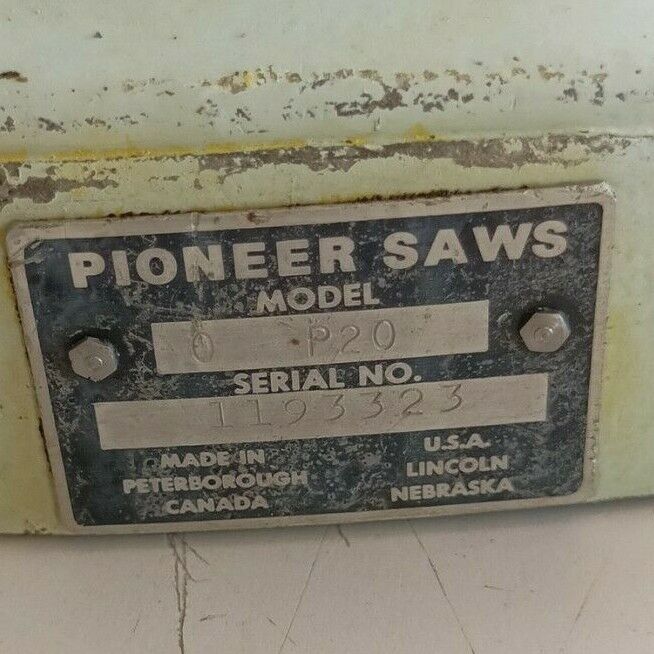 PIONEER SAWS
MODEL
0 P20
SERIAL NO.
1193323
MADE IN
PETERBOROUGH
CANADA
U.S.A.
LINCOLN
NEBRASKA